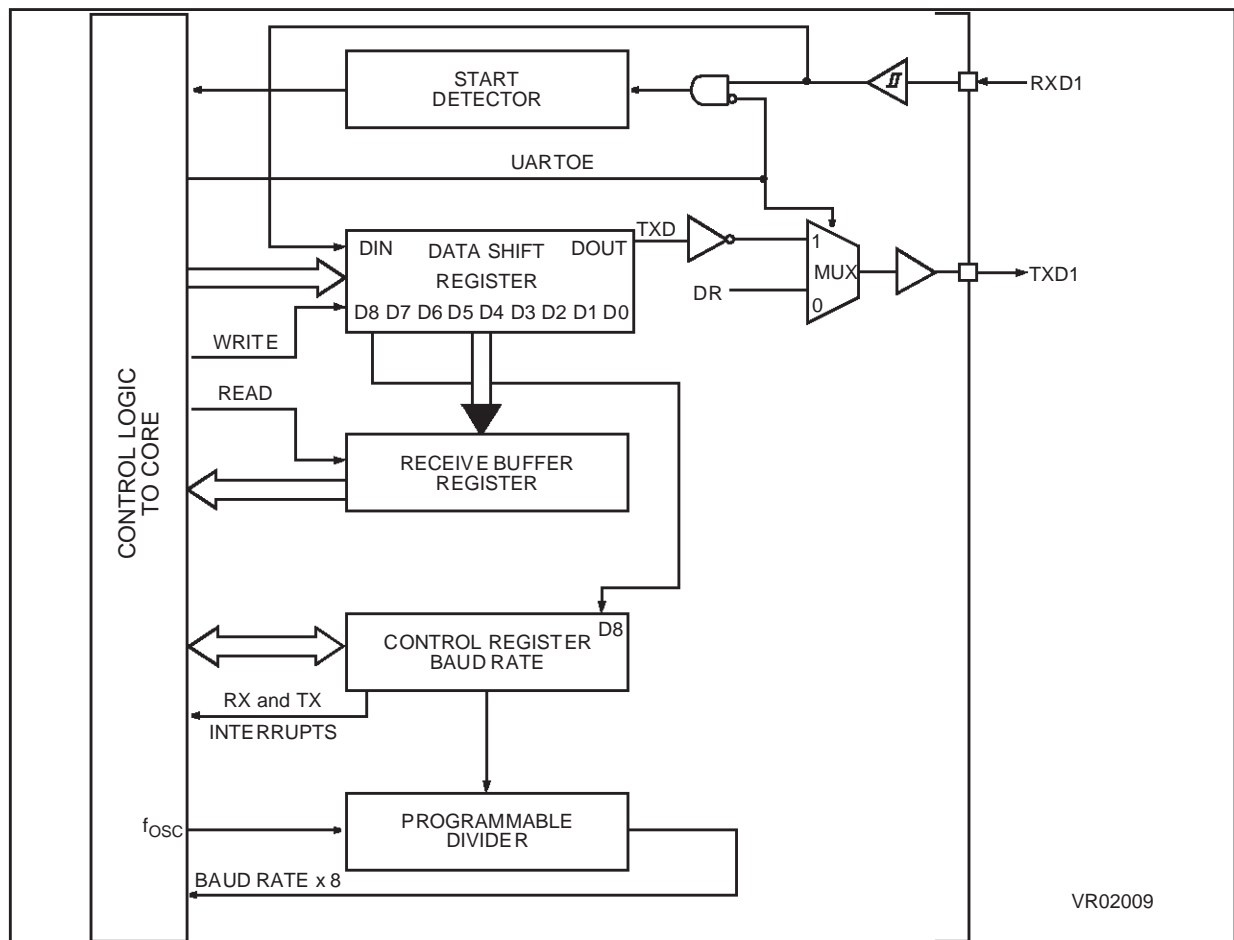 START
DETECTOR
RXD1
UARTOE
TXD
DIN DATA SHIFT DOUT
REGISTER
D8 D7 D6 D5 D4 D3 D2 D1 D0
1
MUX
0
DR
TXD1
WRITE
READ
CONTROL LOGIC
TO CORE
RECEIVE BUFFER
REGISTER
D8
CONTROL REGISTER
BAUD RATE
RX and TX
INTERRUPTS
fOSC
PROGRAMMABLE
DIVIDER
BAUD RATE x 8
VR02009